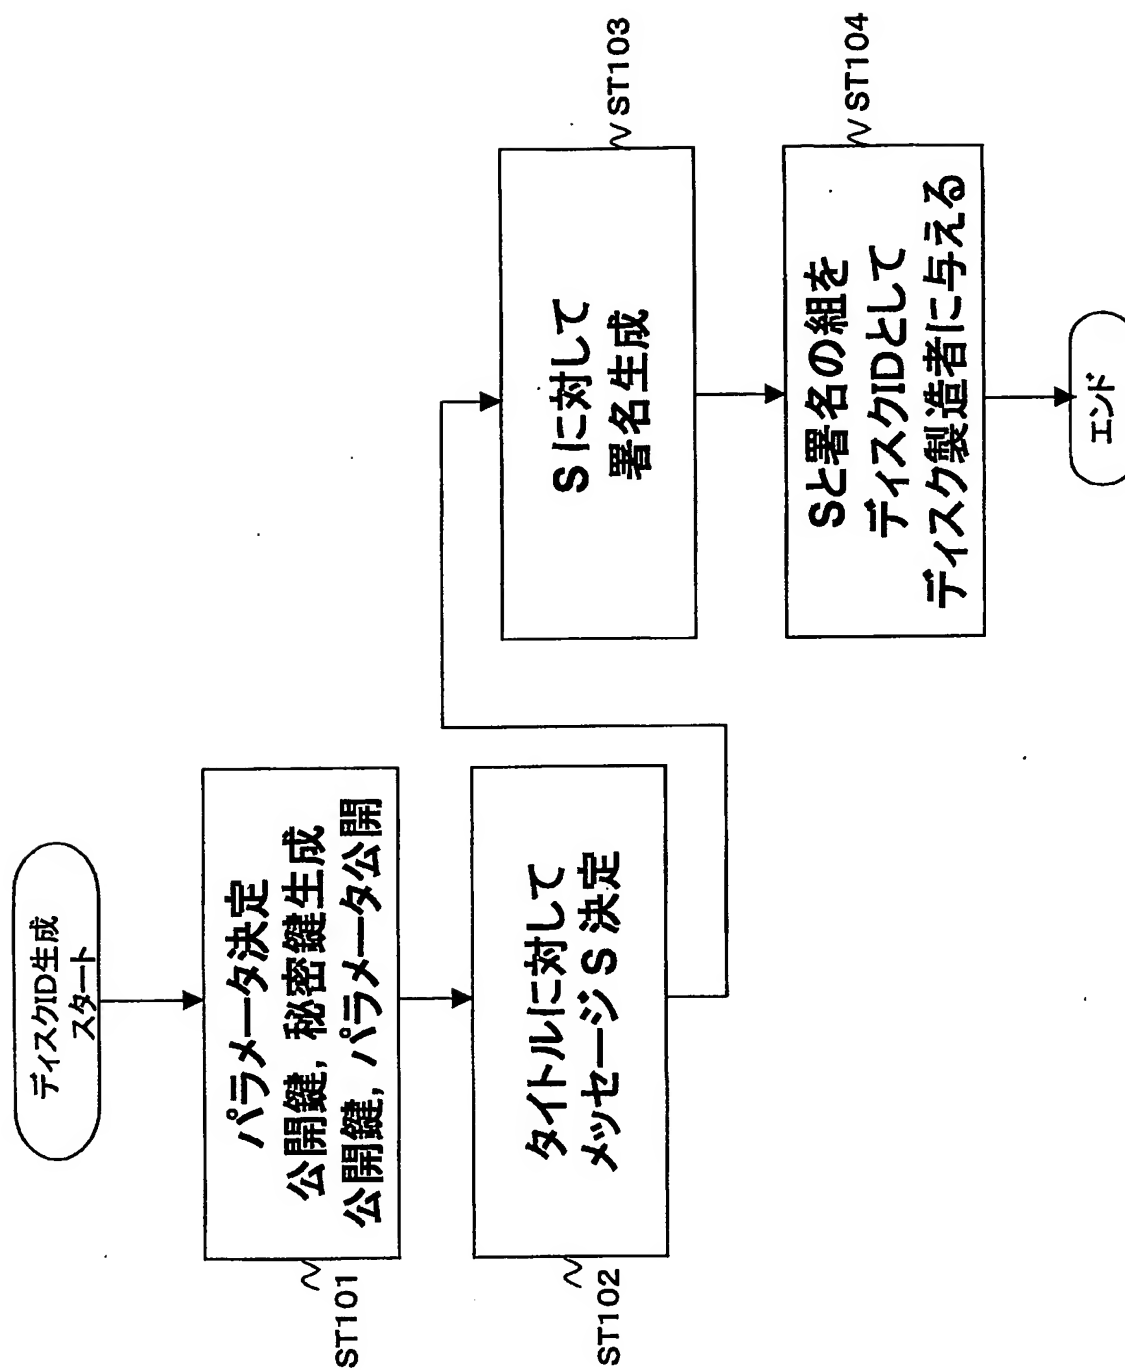 ディスクID生成
スタート
パラメータ決定
公開鍵, 秘密鍵生成
公開鍵, パラメータ公開
ST101
タイトルに対して
メッセージ S 決定
ST102
S に対して
署名生成
ST103
Sと署名の組を
ディスクIDとして
ディスク製造者に与える
ST104
エンド